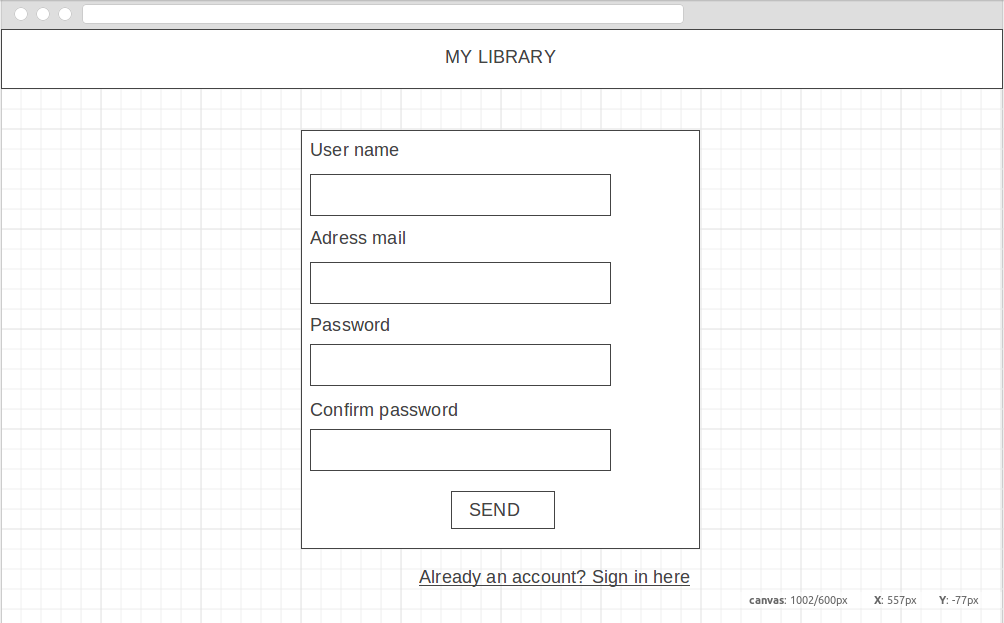 MY LIBRARY
User name
Adress mail
Password
Confirm password
SEND
Already an account? Sign in here
canvas: 1002/600px X: 557px Y: -77px